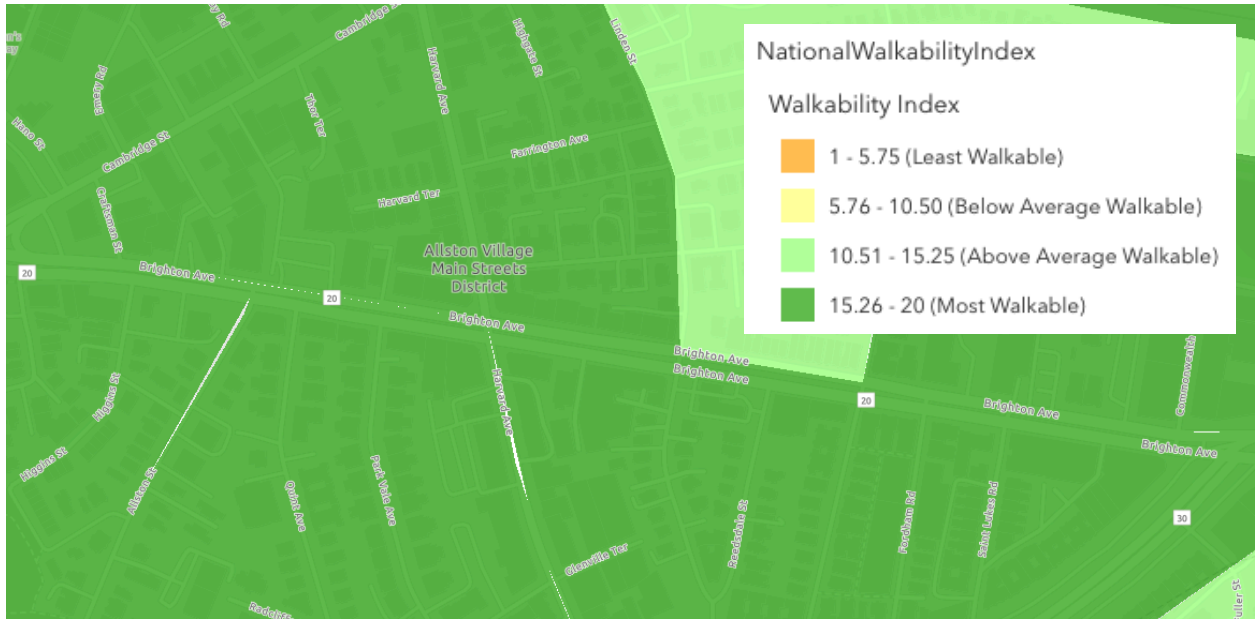 Cambridge St
Emery Rd
Hano St
Cambridge St
Thor Ter
Harvard Ave
Highgate St
Linden St
Farrington Ave
Harvard Ter
Craftsman St
Allston Village
Main Streets
District
20
Brighton Ave
20
Brighton Ave
Brighton Ave
Brighton Ave
20
Brighton Ave
Brighton Ave
Commonwealth
30
Higgins St
Higgins St
Allston St
Quint Ave
Park Vale Ave
Harvard Ave
Glenville Ter
Reedsdale St
Fordham Rd
Saint Lukes Rd
NationalWalkabilityIndex
Walkability Index
1 - 5.75 (Least Walkable)
5.76 - 10.50 (Below Average Walkable)
10.51 - 15.25 (Above Average Walkable)
15.26 - 20 (Most Walkable)